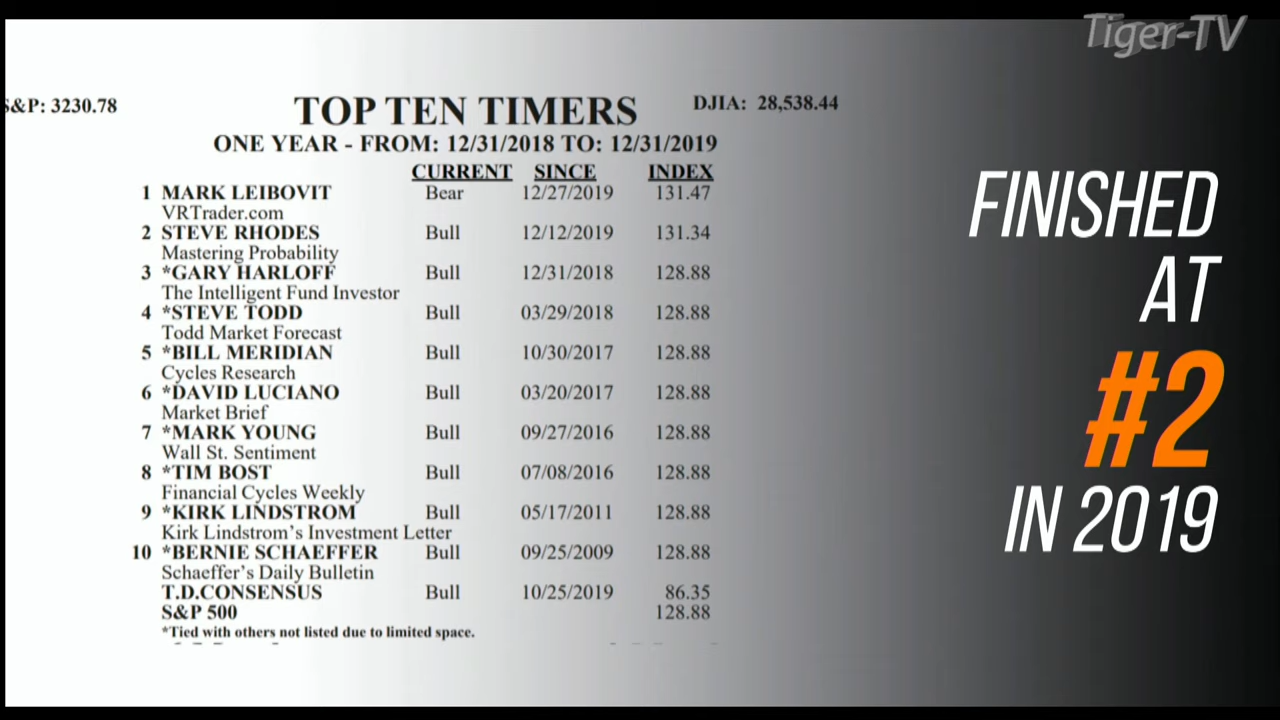 Tiger-TV
S&P: 3230.78
TOP TEN TIMERS
DJIA: 28,538.44
ONE YEAR - FROM: 12/31/2018 TO: 12/31/2019
CURRENT SINCE INDEX
1 MARK LEIBOVIT Bear 12/27/2019 131.47
VRTrader.com
2 STEVE RHODES Bull 12/12/2019 131.34
Mastering Probability
3 *GARY HARLOFF Bull 12/31/2018 128.88
The Intelligent Fund Investor
4 *STEVE TODD Bull 03/29/2018 128.88
Todd Market Forecast
5 *BILL MERIDIAN Bull 10/30/2017 128.88
Cycles Research
6 *DAVID LUCIANO Bull 03/20/2017 128.88
Market Brief
7 *MARK YOUNG Bull 09/27/2016 128.88
Wall St. Sentiment
8 *TIM BOST Bull 07/08/2016 128.88
Financial Cycles Weekly
9 *KIRK LINDSTROM Bull 05/17/2011 128.88
Kirk Lindstrom's Investment Letter
10 *BERNIE SCHAEFFER Bull 09/25/2009 128.88
Schaeffer's Daily Bulletin
T.D.CONSENSUS Bull 10/25/2019 86.35
S&P 500 128.88
*Tied with others not listed due to limited space.
FINISHED
AT
#2
IN 2019